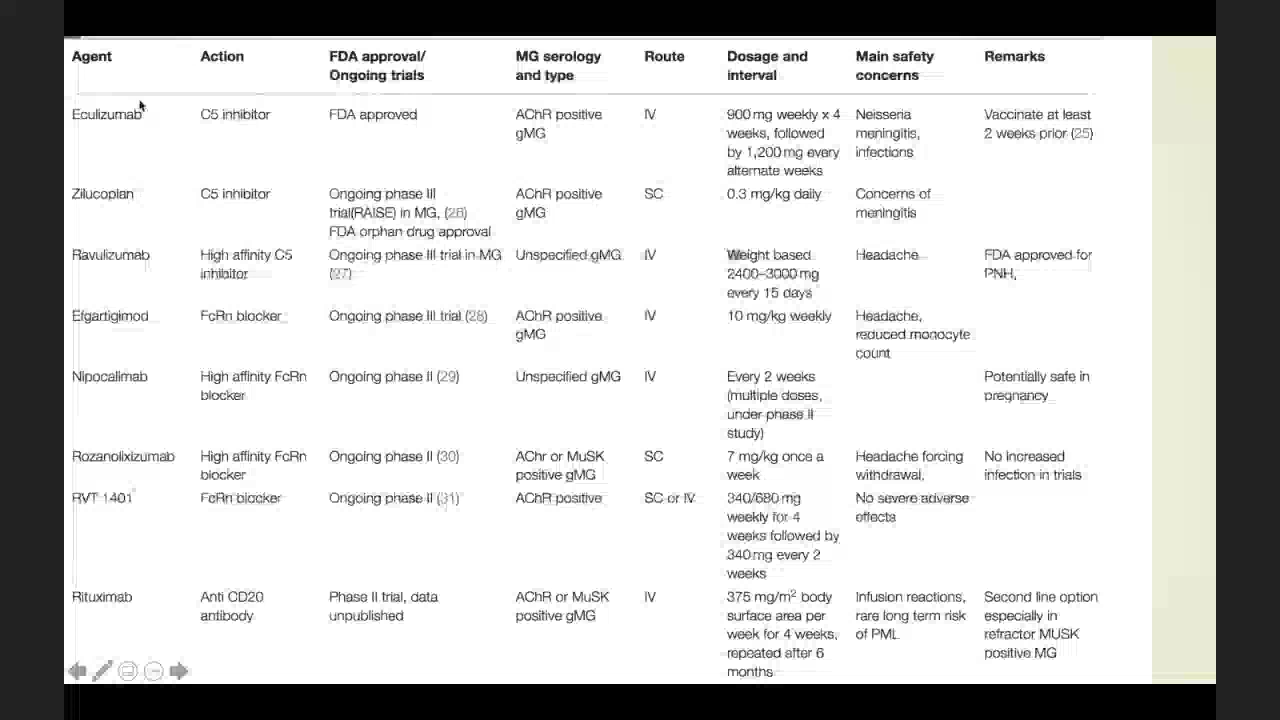 Agent Action FDA approval/ MG serology Route Dosage and Main safety Remarks
Ongoing trials and type interval concerns
Eculizumab C5 inhibitor FDA approved AChR positive IV 900 mg weekly x 4 Neisseria Vaccinate at least
gMG weeks, followed meningitis, 2 weeks prior (25)
by 1,200 mg every infections
alternate weeks
Zilucoplan C5 inhibitor Ongoing phase III AChR positive SC 0.3 mg/kg daily Concerns of
trial(RAISE) in MG, (26) gMG meningitis
FDA orphan drug approval
Ravulizumab High affinity C5 Ongoing phase III trial in MG Unspecified gMG IV Weight based Headache FDA approved for
inhibitor (27) 2400–3000 mg PNH,
every 15 days
Efgartigimod FcRn blocker Ongoing phase III trial (28) AChR positive IV 10 mg/kg weekly Headache,
gMG reduced monocyte
count
Nipocalimab High affinity FcRn Ongoing phase II (29) Unspecified gMG IV Every 2 weeks Potentially safe in
blocker (multiple doses, pregnancy
under phase II
study)
Rozanolixizumab High affinity FcRn Ongoing phase II (30) AChr or MuSK SC 7 mg/kg once a Headache forcing No increased
blocker positive gMG week withdrawal, infection in trials
RVT 1401 FcRn blocker Ongoing phase II (31) AChR positive SC or IV 340/680 mg No severe adverse
weekly for 4 effects
weeks followed by
340 mg every 2
weeks
Rituximab Anti CD20 Phase II trial, data AChR or MuSK IV 375 mg/m² body Infusion reactions, Second line option
antibody unpublished positive gMG surface area per rare long term risk especially in
week for 4 weeks, of PML refractor MUSK
repeated after 6 positive MG
months